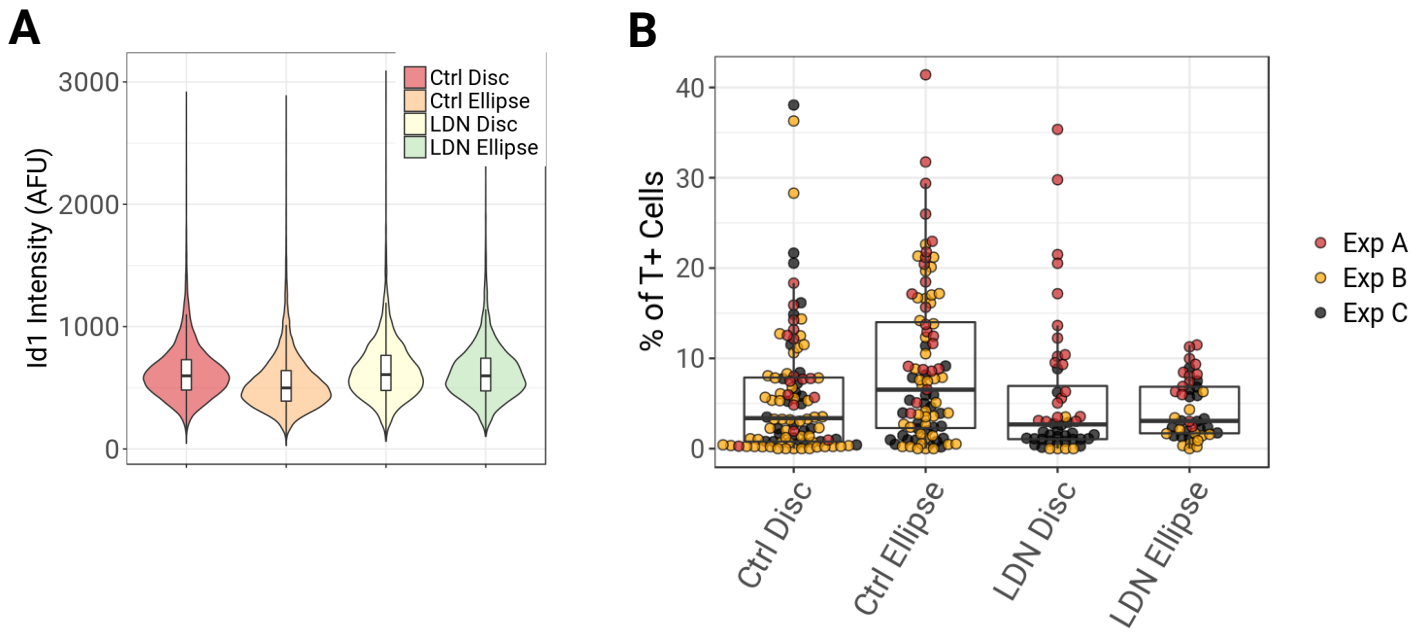 A
B
Id1 Intensity (AFU)
3000
2000
1000
0
Ctrl Disc
Ctrl Ellipse
LDN Disc
LDN Ellipse
% of T+ Cells
40
30
20
10
0
Ctrl Disc
Ctrl Ellipse
LDN Disc
LDN Ellipse
Exp A
Exp B
Exp C